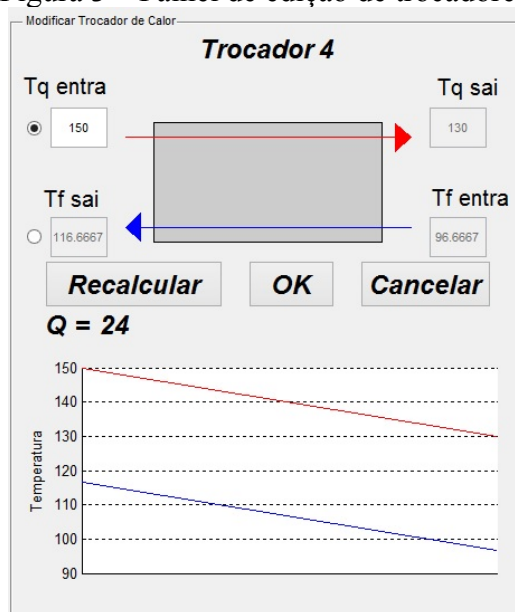 Modificar Trocador de Calor
Trocador 4
Tq entra
Tq sai
150
130
Tf sai
Tf entra
116.6667
96.6667
Recalcular
OK
Cancelar
Q = 24
150
140
130
120
110
100
90
Temperatura